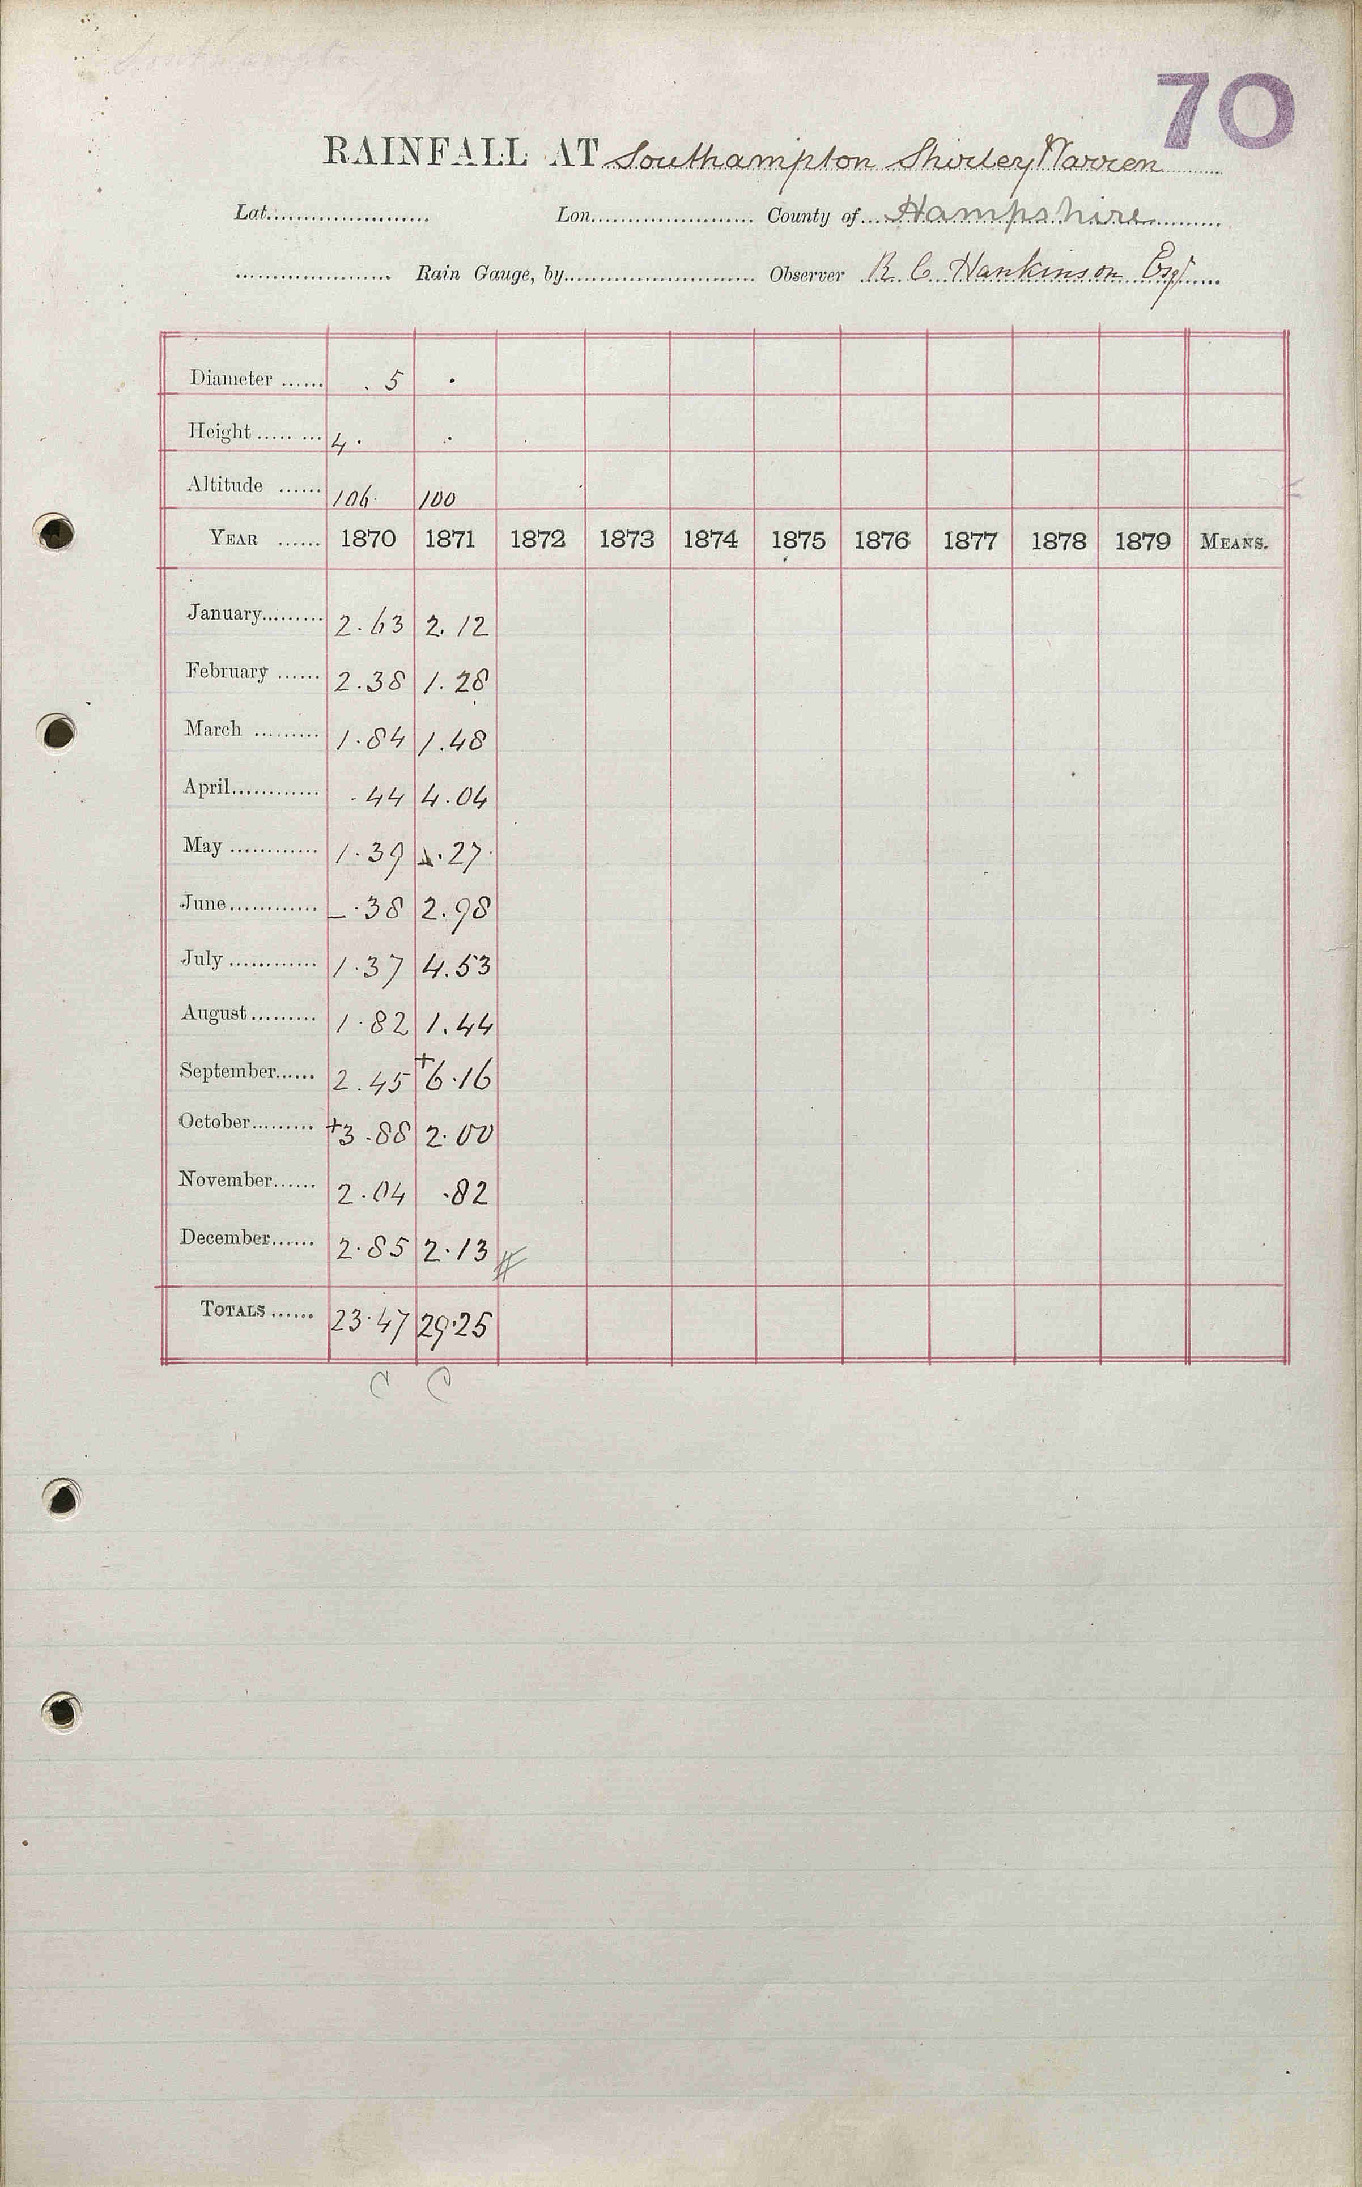 70
RAINFALL AT Southampton Shirley Warren
Lat. Lon. County of Hampshire
Rain Gauge, by Observer R C Hankinson Esqr
Diameter . 5 .
Height 4. .
Altitude 106 100
YEAR 1870 1871 1872 1873 1874 1875 1876 1877 1878 1879 MEANS.
January 2.63 2.12
February 2.38 1.28
March 1.84 1.48
April .44 4.04
May 1.39 .27
June –.38 2.98
July 1.37 4.53
August 1.82 1.44
September 2.45 +6.16
October +3.88 2.00
November 2.04 .82
December 2.85 2.13 #
TOTALS 23.47 29.25
C C